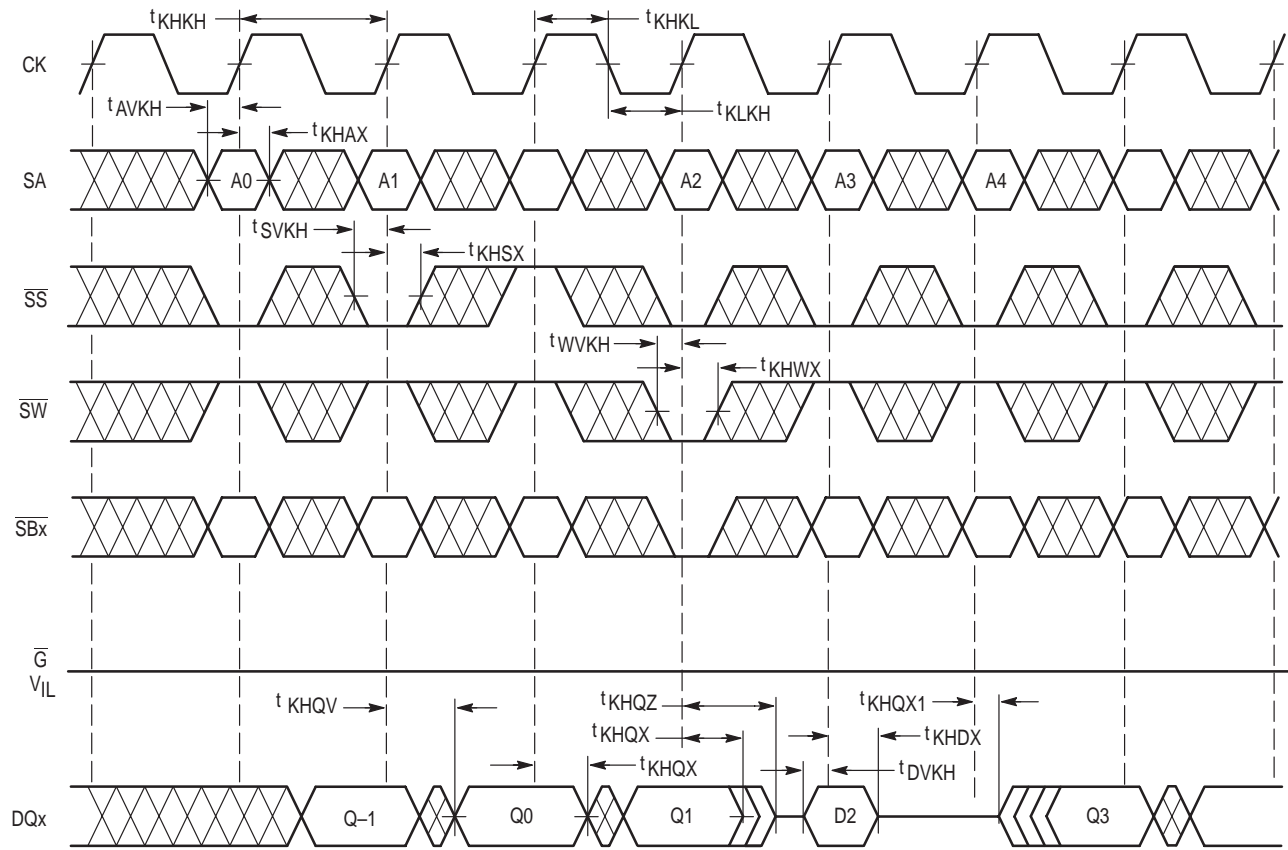 tKHKH
tKHKL
CK
tAVKH
tKLKH
tKHAX
SA
A0
A1
A2
A3
A4
tSVKH
tKHSX
SS
tWVKH
tKHWX
SW
SBx
G
VIL
tKHQV
tKHQZ
tKHQX1
tKHQX
tKHDX
tKHQX
tDVKH
DQx
Q–1
Q0
Q1
D2
Q3